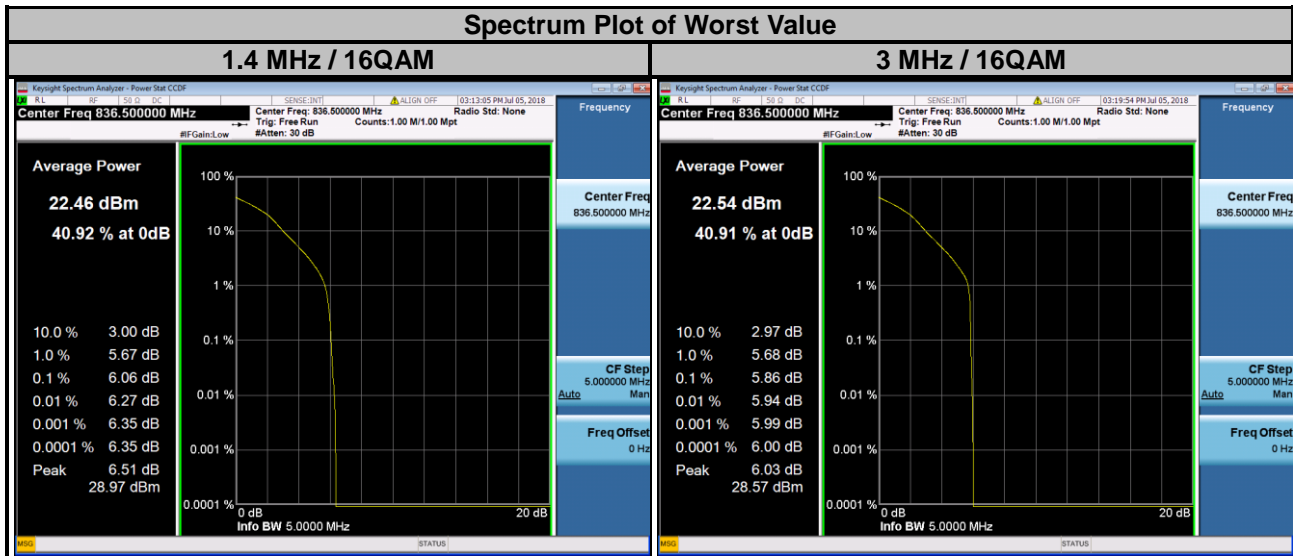 Spectrum Plot of Worst Value
1.4 MHz / 16QAM
3 MHz / 16QAM
Keysight Spectrum Analyzer - Power Stat CCDF
RL RF 50 Ω DC SENSE:INT ALIGN OFF 03:13:05 PM Jul 05, 2018
Center Freq 836.500000 MHz
Center Freq: 836.500000 MHz Radio Std: None
Trig: Free Run Counts:1.00 M/1.00 Mpt
#IFGain:Low #Atten: 30 dB
Average Power
22.46 dBm
40.92 % at 0dB
10.0 % 3.00 dB
1.0 % 5.67 dB
0.1 % 6.06 dB
0.01 % 6.27 dB
0.001 % 6.35 dB
0.0001 % 6.35 dB
Peak 6.51 dB
28.97 dBm
100 %
10 %
1 %
0.1 %
0.01 %
0.001 %
0.0001 %
0 dB 20 dB
Info BW 5.0000 MHz
Frequency
Center Freq
836.500000 MHz
CF Step
5.000000 MHz
Auto Man
Freq Offset
0 Hz
MSG STATUS
Keysight Spectrum Analyzer - Power Stat CCDF
RL RF 50 Ω DC SENSE:INT ALIGN OFF 03:19:54 PM Jul 05, 2018
Center Freq 836.500000 MHz
Center Freq: 836.500000 MHz Radio Std: None
Trig: Free Run Counts:1.00 M/1.00 Mpt
#IFGain:Low #Atten: 30 dB
Average Power
22.54 dBm
40.91 % at 0dB
10.0 % 2.97 dB
1.0 % 5.68 dB
0.1 % 5.86 dB
0.01 % 5.94 dB
0.001 % 5.99 dB
0.0001 % 6.00 dB
Peak 6.03 dB
28.57 dBm
100 %
10 %
1 %
0.1 %
0.01 %
0.001 %
0.0001 %
0 dB 20 dB
Info BW 5.0000 MHz
Frequency
Center Freq
836.500000 MHz
CF Step
5.000000 MHz
Auto Man
Freq Offset
0 Hz
MSG STATUS